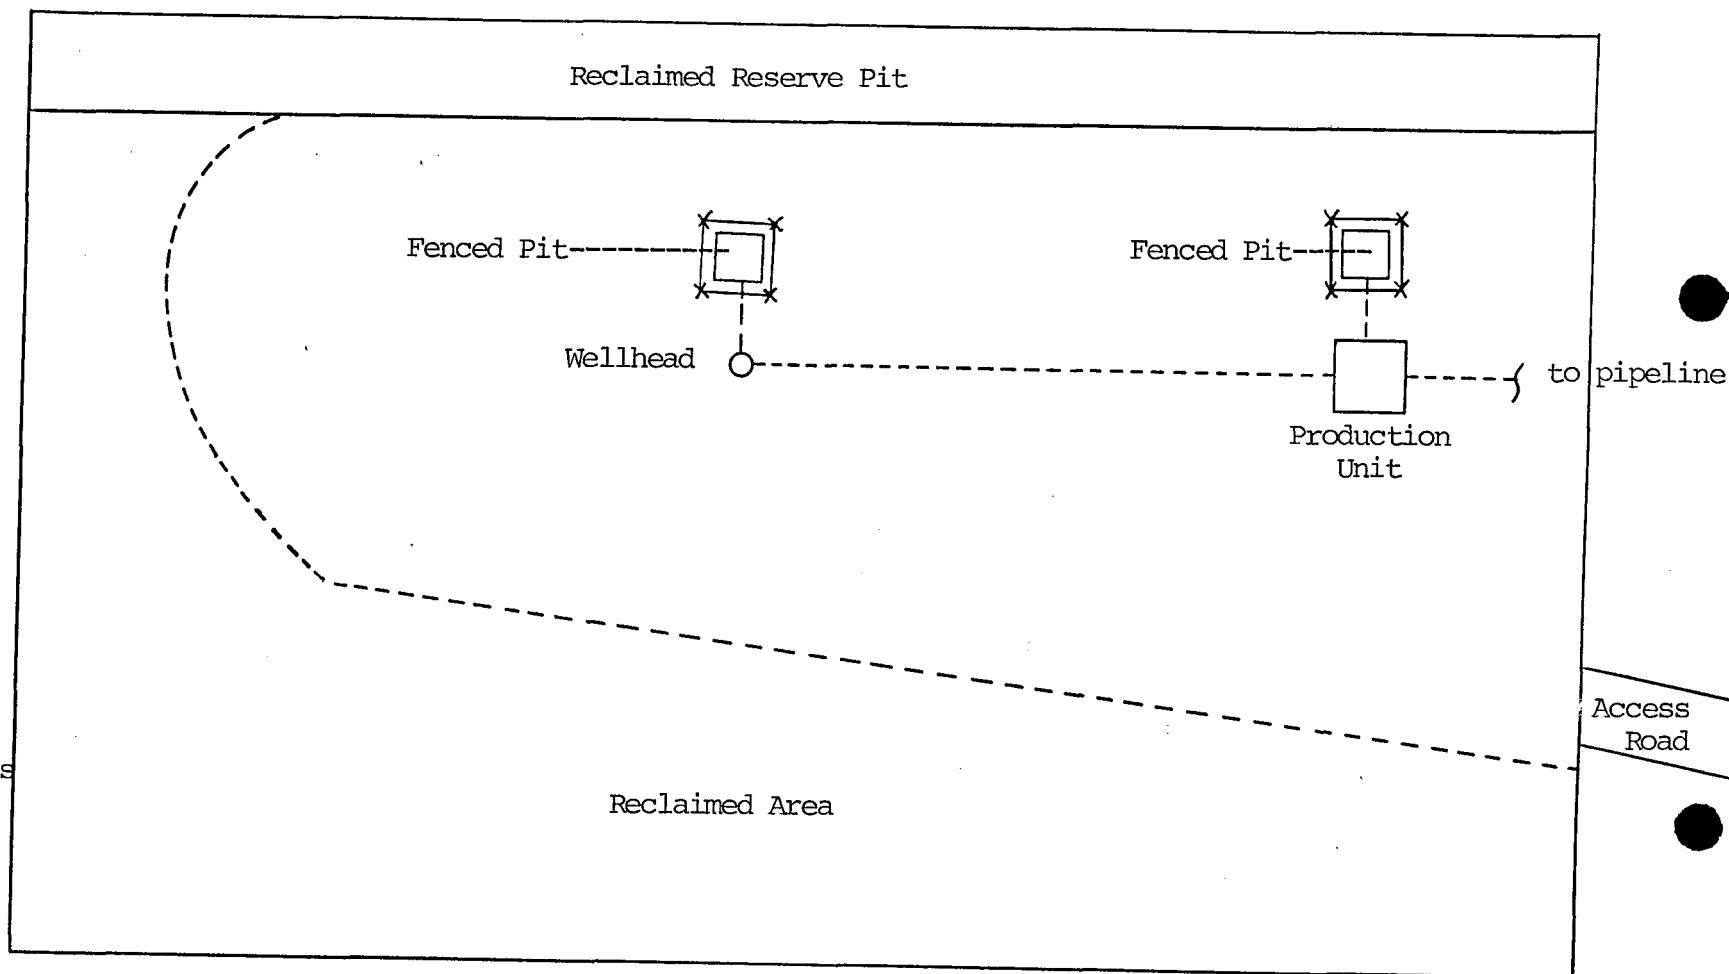 Reclaimed Reserve Pit
Fenced Pit
Fenced Pit
Wellhead
to pipeline
Production
Unit
Access
Road
s
Reclaimed Area